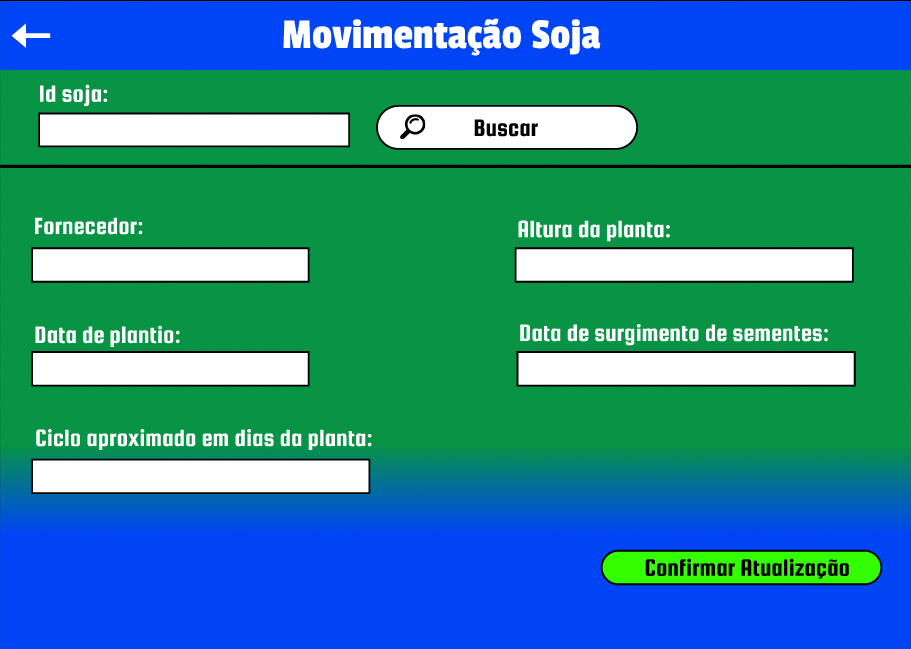 Movimentação Soja
Id soja:
Buscar
Fornecedor:
Altura da planta:
Data de plantio:
Data de surgimento de sementes:
Ciclo aproximado em dias da planta:
Confirmar Atualização